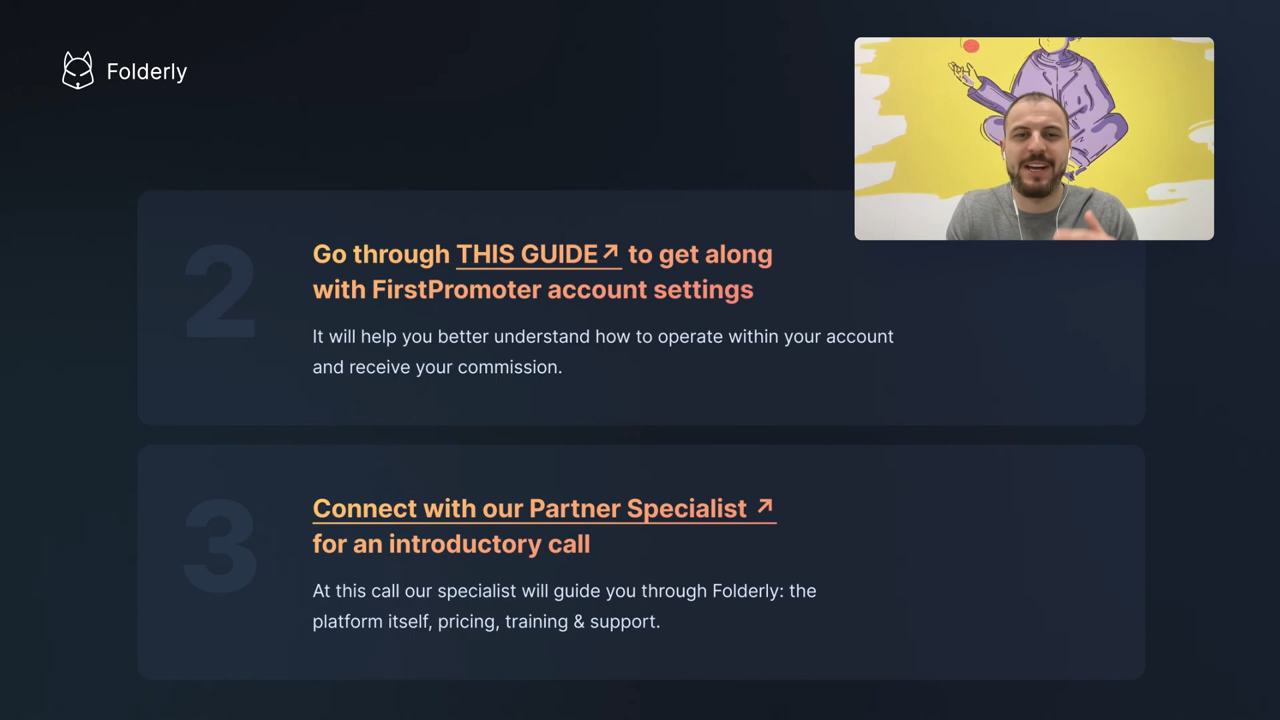 Folderly
2
Go through THIS GUIDE↗ to get along
with FirstPromoter account settings
It will help you better understand how to operate within your account
and receive your commission.
3
Connect with our Partner Specialist ↗
for an introductory call
At this call our specialist will guide you through Folderly: the
platform itself, pricing, training & support.